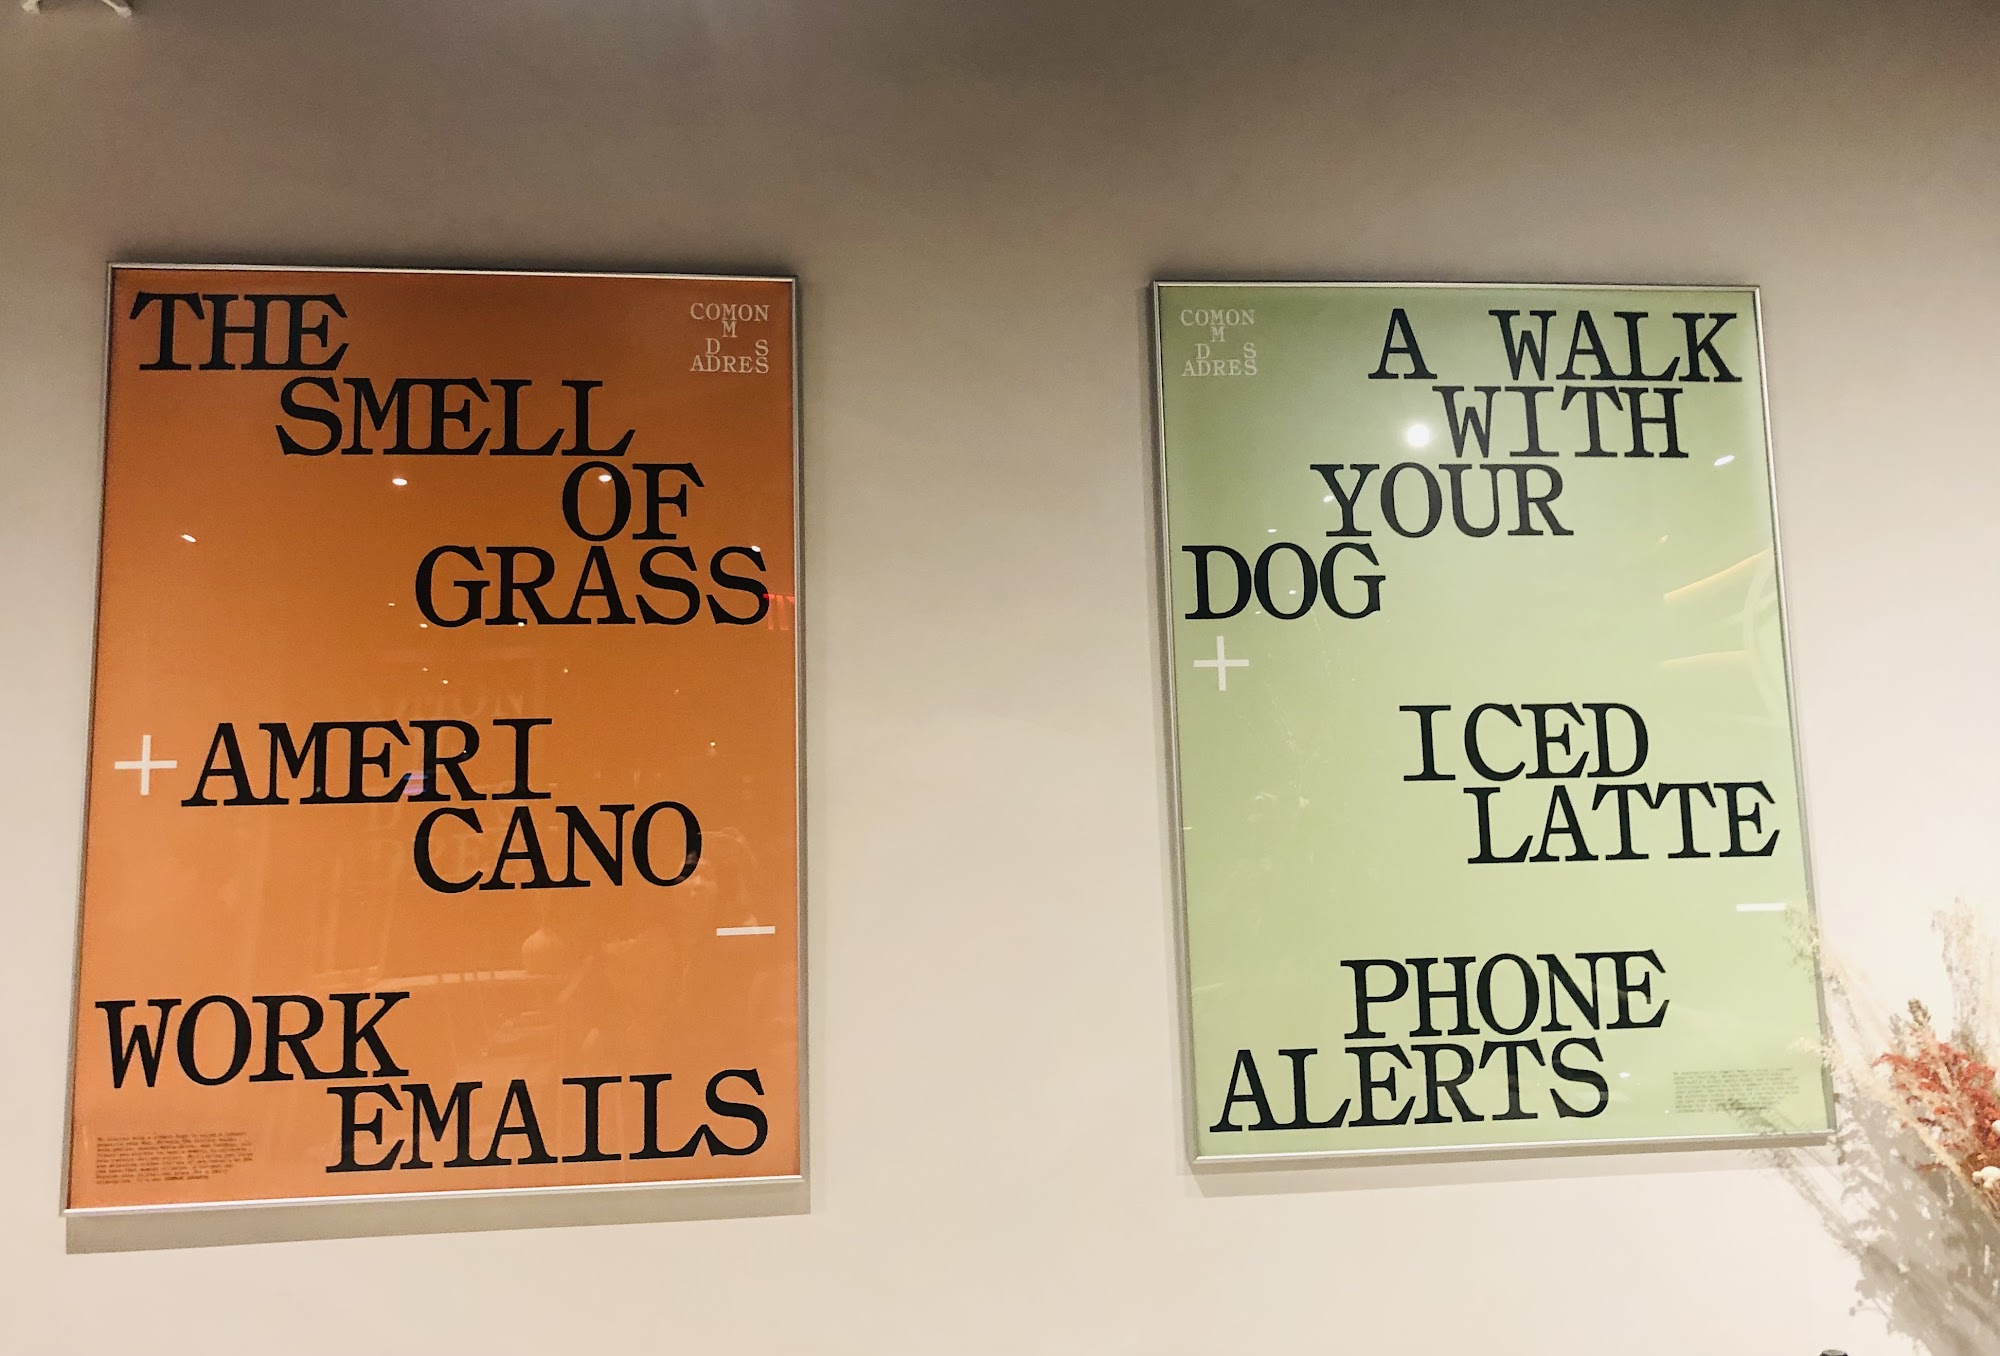 THE
SMELL
OF
GRASS
+ AMERI
CANO
—
WORK
EMAILS
COMON
M
D S
ADRES
COMON
M
D S
ADRES
A WALK
WITH
YOUR
DOG
+
ICED
LATTE
—
PHONE
ALERTS